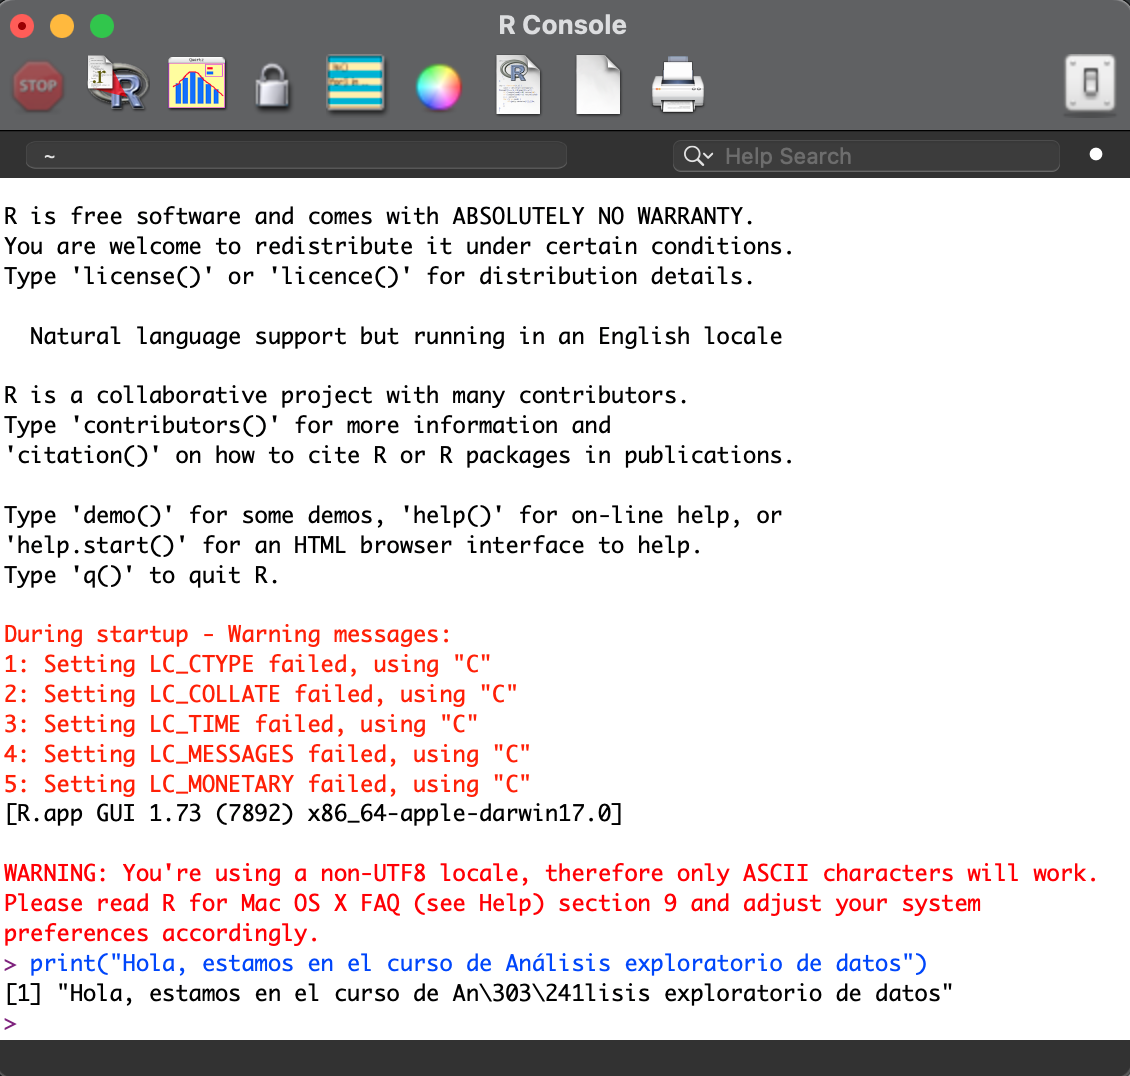 R Console
STOP
~
Help Search
R is free software and comes with ABSOLUTELY NO WARRANTY.
You are welcome to redistribute it under certain conditions.
Type 'license()' or 'licence()' for distribution details.
Natural language support but running in an English locale
R is a collaborative project with many contributors.
Type 'contributors()' for more information and
'citation()' on how to cite R or R packages in publications.
Type 'demo()' for some demos, 'help()' for on-line help, or
'help.start()' for an HTML browser interface to help.
Type 'q()' to quit R.
During startup - Warning messages:
1: Setting LC_CTYPE failed, using "C"
2: Setting LC_COLLATE failed, using "C"
3: Setting LC_TIME failed, using "C"
4: Setting LC_MESSAGES failed, using "C"
5: Setting LC_MONETARY failed, using "C"
[R.app GUI 1.73 (7892) x86_64-apple-darwin17.0]
WARNING: You're using a non-UTF8 locale, therefore only ASCII characters will work.
Please read R for Mac OS X FAQ (see Help) section 9 and adjust your system
preferences accordingly.
> print("Hola, estamos en el curso de Análisis exploratorio de datos")
[1] "Hola, estamos en el curso de An\303\241lisis exploratorio de datos"
>